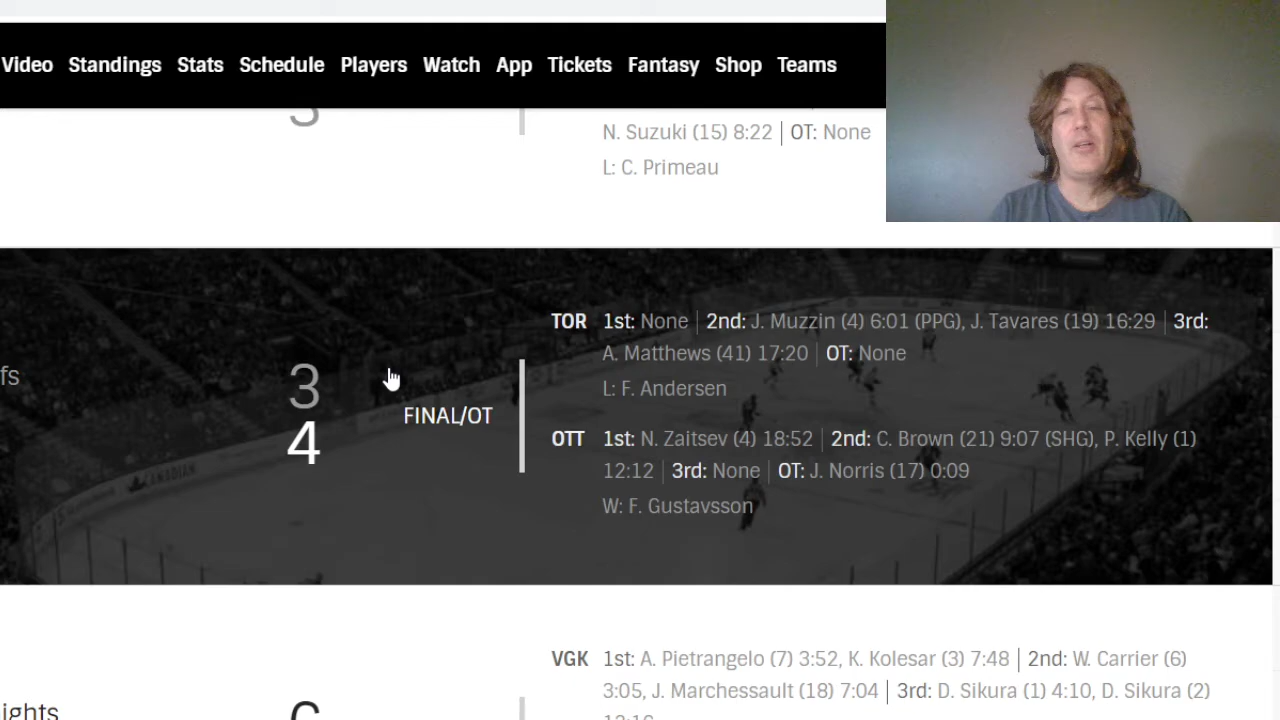 Video Standings Stats Schedule Players Watch App Tickets Fantasy Shop Teams
N. Suzuki (15) 8:22 | OT: None
L: C. Primeau
fs
3
4
FINAL/OT
TOR 1st: None | 2nd: J. Muzzin (4) 6:01 (PPG), J. Tavares (19) 16:29 | 3rd:
A. Matthews (41) 17:20 | OT: None
L: F. Andersen
OTT 1st: N. Zaitsev (4) 18:52 | 2nd: C. Brown (21) 9:07 (SHG), P. Kelly (1)
12:12 | 3rd: None | OT: J. Norris (17) 0:09
W: F. Gustavsson
CANADIAN
VGK 1st: A. Pietrangelo (7) 3:52, K. Kolesar (3) 7:48 | 2nd: W. Carrier (6)
3:05, J. Marchessault (18) 7:04 | 3rd: D. Sikura (1) 4:10, D. Sikura (2)
ights